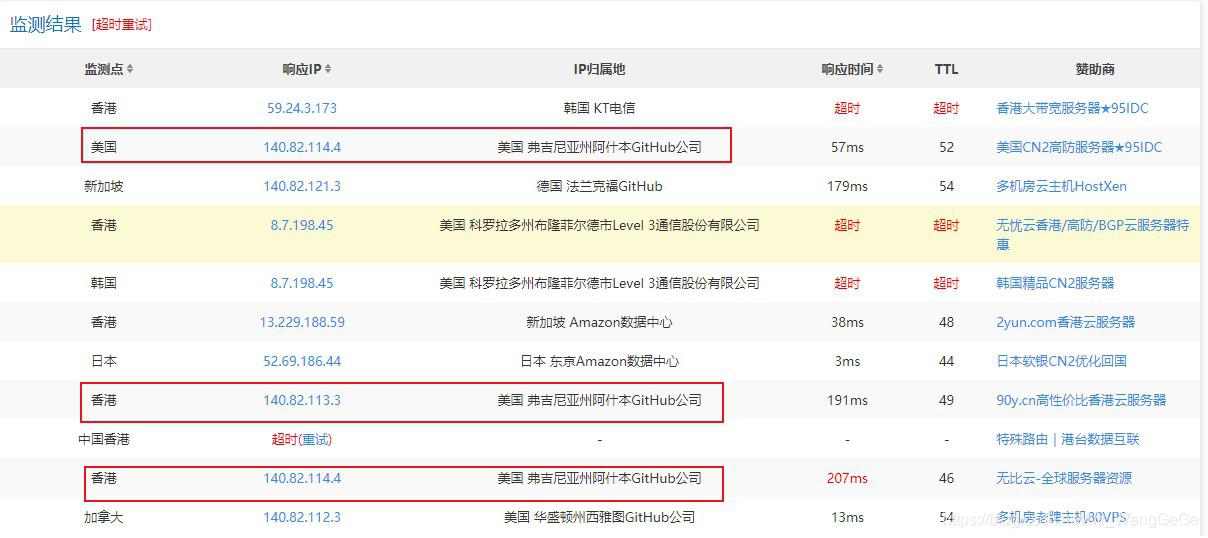 监测结果 [超时重试]
监测点 响应IP IP归属地 响应时间 TTL 赞助商
香港 59.24.3.173 韩国 KT电信 超时 超时 香港大带宽服务器★95IDC
美国 140.82.114.4 美国 弗吉尼亚州阿什本GitHub公司 57ms 52 美国CN2高防服务器★95IDC
新加坡 140.82.121.3 德国 法兰克福GitHub 179ms 54 多机房云主机HostXen
香港 8.7.198.45 美国 科罗拉多州布隆菲尔德市Level 3通信股份有限公司 超时 超时 无忧云香港/高防/BGP云服务器特
惠
韩国 8.7.198.45 美国 科罗拉多州布隆菲尔德市Level 3通信股份有限公司 超时 超时 韩国精品CN2服务器
香港 13.229.188.59 新加坡 Amazon数据中心 38ms 48 2yun.com香港云服务器
日本 52.69.186.44 日本 东京Amazon数据中心 3ms 44 日本软银CN2优化回国
香港 140.82.113.3 美国 弗吉尼亚州阿什本GitHub公司 191ms 49 90y.cn高性价比香港云服务器
中国香港 超时(重试) - - - 特殊路由 | 港台数据互联
香港 140.82.114.4 美国 弗吉尼亚州阿什本GitHub公司 207ms 46 无比云-全球服务器资源
加拿大 140.82.112.3 美国 华盛顿州西雅图GitHub公司 13ms 54 多机房老牌主机80VPS